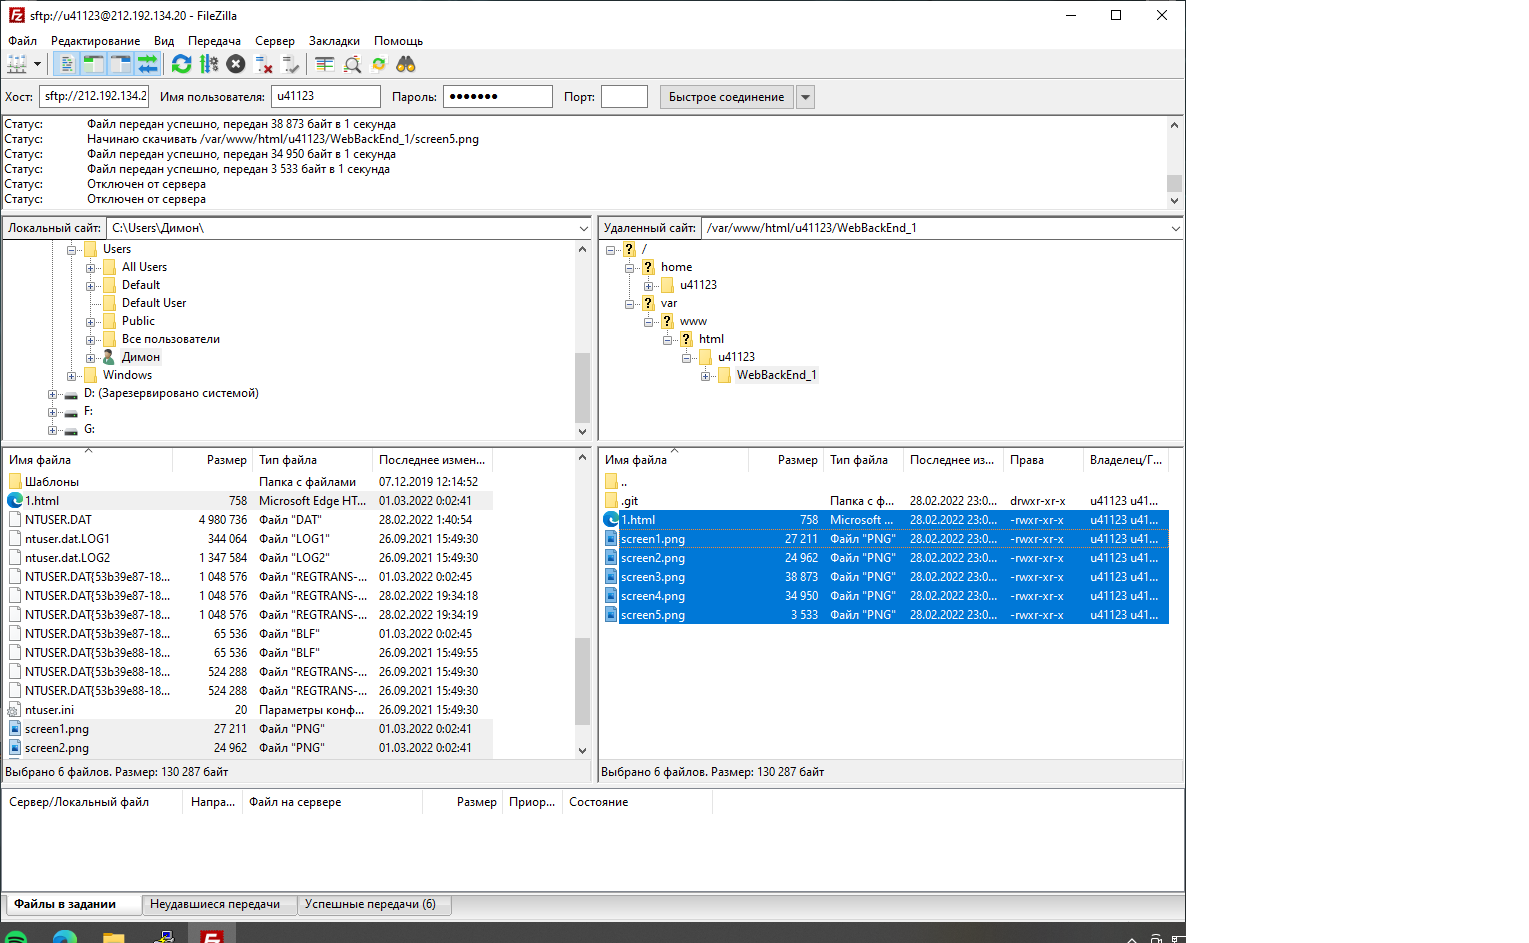 sftp://u41123@212.192.134.20 - FileZilla
Файл Редактирование Вид Передача Сервер Закладки Помощь
Хост: sftp://212.192.134.2 Имя пользователя: u41123 Пароль: ●●●●●●● Порт: Быстрое соединение
Статус: Файл передан успешно, передан 38 873 байт в 1 секунда
Статус: Начинаю скачивать /var/www/html/u41123/WebBackEnd_1/screen5.png
Статус: Файл передан успешно, передан 34 950 байт в 1 секунда
Статус: Файл передан успешно, передан 3 533 байт в 1 секунда
Статус: Отключен от сервера
Статус: Отключен от сервера
Локальный сайт: C:\Users\Димон\
Users
All Users
Default
Default User
Public
Все пользователи
Димон
Windows
D: (Зарезервировано системой)
F:
G:
Удаленный сайт: /var/www/html/u41123/WebBackEnd_1
/
home
u41123
var
www
html
u41123
WebBackEnd_1
Имя файла Размер Тип файла Последнее измен...
Шаблоны Папка с файлами 07.12.2019 12:14:52
1.html 758 Microsoft Edge HT... 01.03.2022 0:02:41
NTUSER.DAT 4 980 736 Файл "DAT" 28.02.2022 1:40:54
ntuser.dat.LOG1 344 064 Файл "LOG1" 26.09.2021 15:49:30
ntuser.dat.LOG2 1 347 584 Файл "LOG2" 26.09.2021 15:49:30
NTUSER.DAT{53b39e87-18... 1 048 576 Файл "REGTRANS-... 01.03.2022 0:02:45
NTUSER.DAT{53b39e87-18... 1 048 576 Файл "REGTRANS-... 28.02.2022 19:34:18
NTUSER.DAT{53b39e87-18... 1 048 576 Файл "REGTRANS-... 28.02.2022 19:34:19
NTUSER.DAT{53b39e87-18... 65 536 Файл "BLF" 01.03.2022 0:02:45
NTUSER.DAT{53b39e88-18... 65 536 Файл "BLF" 26.09.2021 15:49:55
NTUSER.DAT{53b39e88-18... 524 288 Файл "REGTRANS-... 26.09.2021 15:49:30
NTUSER.DAT{53b39e88-18... 524 288 Файл "REGTRANS-... 26.09.2021 15:49:30
ntuser.ini 20 Параметры конф... 26.09.2021 15:49:30
screen1.png 27 211 Файл "PNG" 01.03.2022 0:02:41
screen2.png 24 962 Файл "PNG" 01.03.2022 0:02:41
Выбрано 6 файлов. Размер: 130 287 байт
Имя файла Размер Тип файла Последнее из... Права Владелец/Г...
..
.git Папка с ф... 28.02.2022 23:0... drwxr-xr-x u41123 u41...
1.html 758 Microsoft ... 28.02.2022 23:0... -rwxr-xr-x u41123 u41...
screen1.png 27 211 Файл "PNG" 28.02.2022 23:0... -rwxr-xr-x u41123 u41...
screen2.png 24 962 Файл "PNG" 28.02.2022 23:0... -rwxr-xr-x u41123 u41...
screen3.png 38 873 Файл "PNG" 28.02.2022 23:0... -rwxr-xr-x u41123 u41...
screen4.png 34 950 Файл "PNG" 28.02.2022 23:0... -rwxr-xr-x u41123 u41...
screen5.png 3 533 Файл "PNG" 28.02.2022 23:0... -rwxr-xr-x u41123 u41...
Выбрано 6 файлов. Размер: 130 287 байт
Сервер/Локальный файл Напра... Файл на сервере Размер Приор... Состояние
Файлы в задании Неудавшиеся передачи Успешные передачи (6)